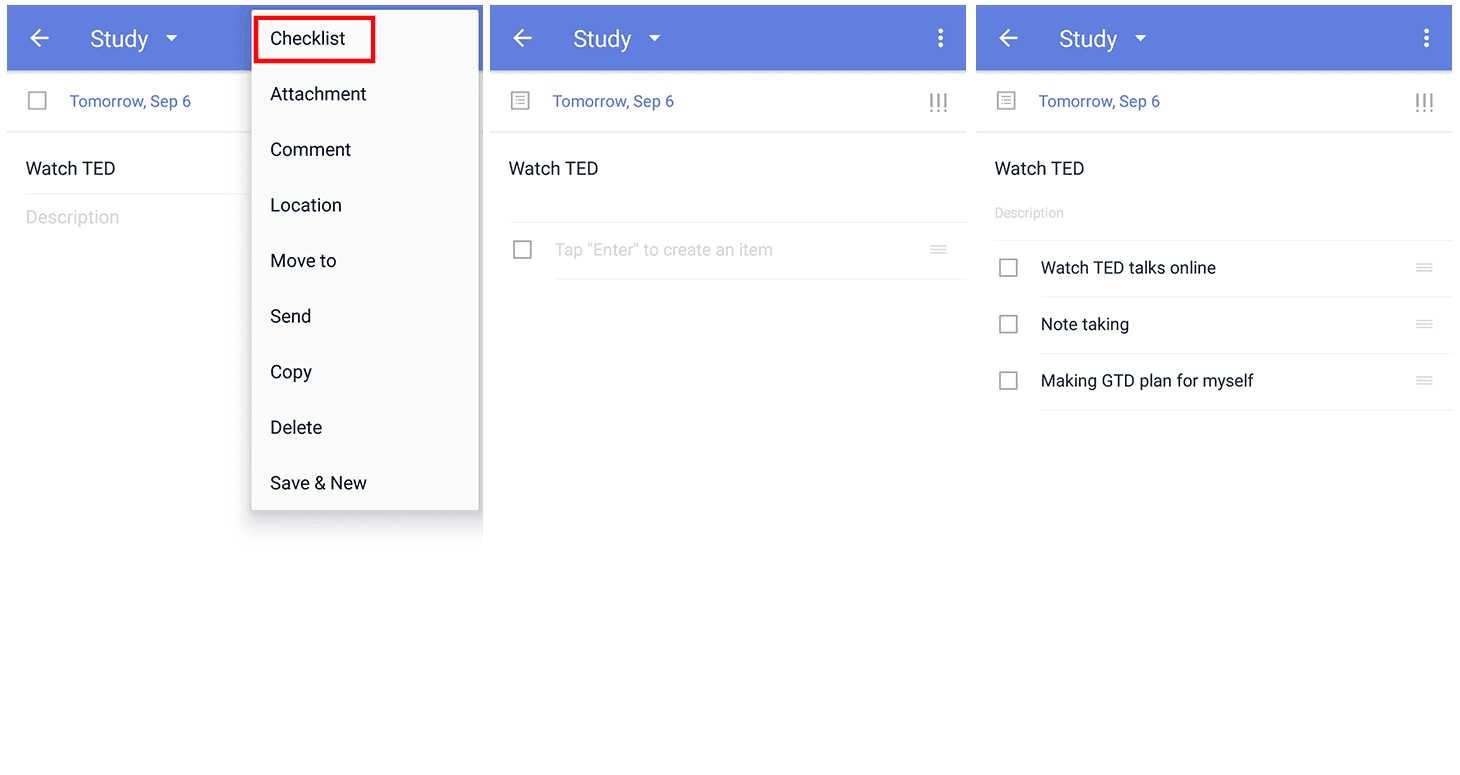 Study
Checklist
Tomorrow, Sep 6
Attachment
Comment
Watch TED
Location
Description
Move to
Send
Copy
Delete
Save & New
Study
Tomorrow, Sep 6
Watch TED
Tap "Enter" to create an item
Study
Tomorrow, Sep 6
Watch TED
Description
Watch TED talks online
Note taking
Making GTD plan for myself